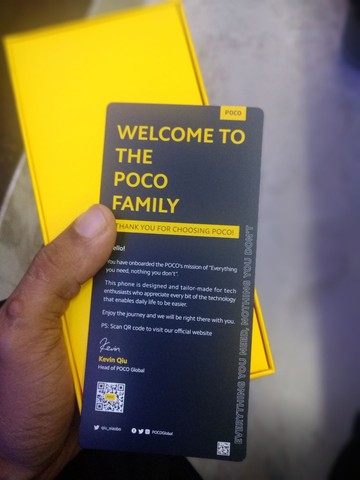 POCO
WELCOME TO
THE
POCO
FAMILY
THANK YOU FOR CHOOSING POCO!
Hello!
You have onboarded the POCO's mission of "Everything
you need, nothing you don't".
This phone is designed and tailor-made for tech
enthusiasts who appreciate every bit of the technology
that enables daily life to be easier.
Enjoy the journey and we will be right there with you.
PS: Scan QR code to visit our official website
Kevin
Kevin Qiu
Head of POCO Global
POCOGlobal
EVERYTHING YOU NEED, NOTHING YOU DON'T